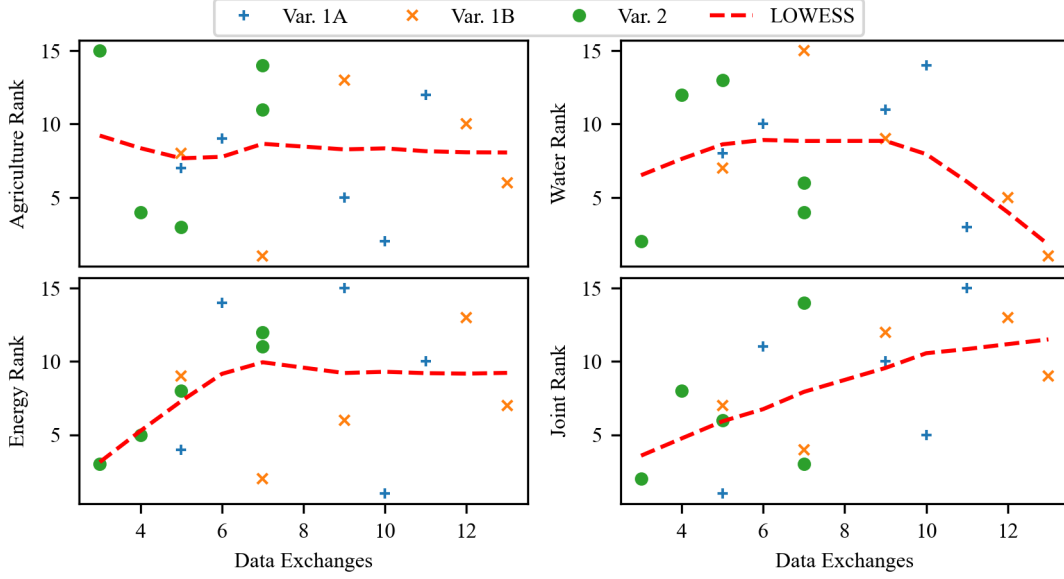 Var. 1A Var. 1B Var. 2 LOWESS
Agriculture Rank
15
10
5
Water Rank
15
10
5
Energy Rank
15
10
5
4 6 8 10 12
Data Exchanges
Joint Rank
15
10
5
4 6 8 10 12
Data Exchanges